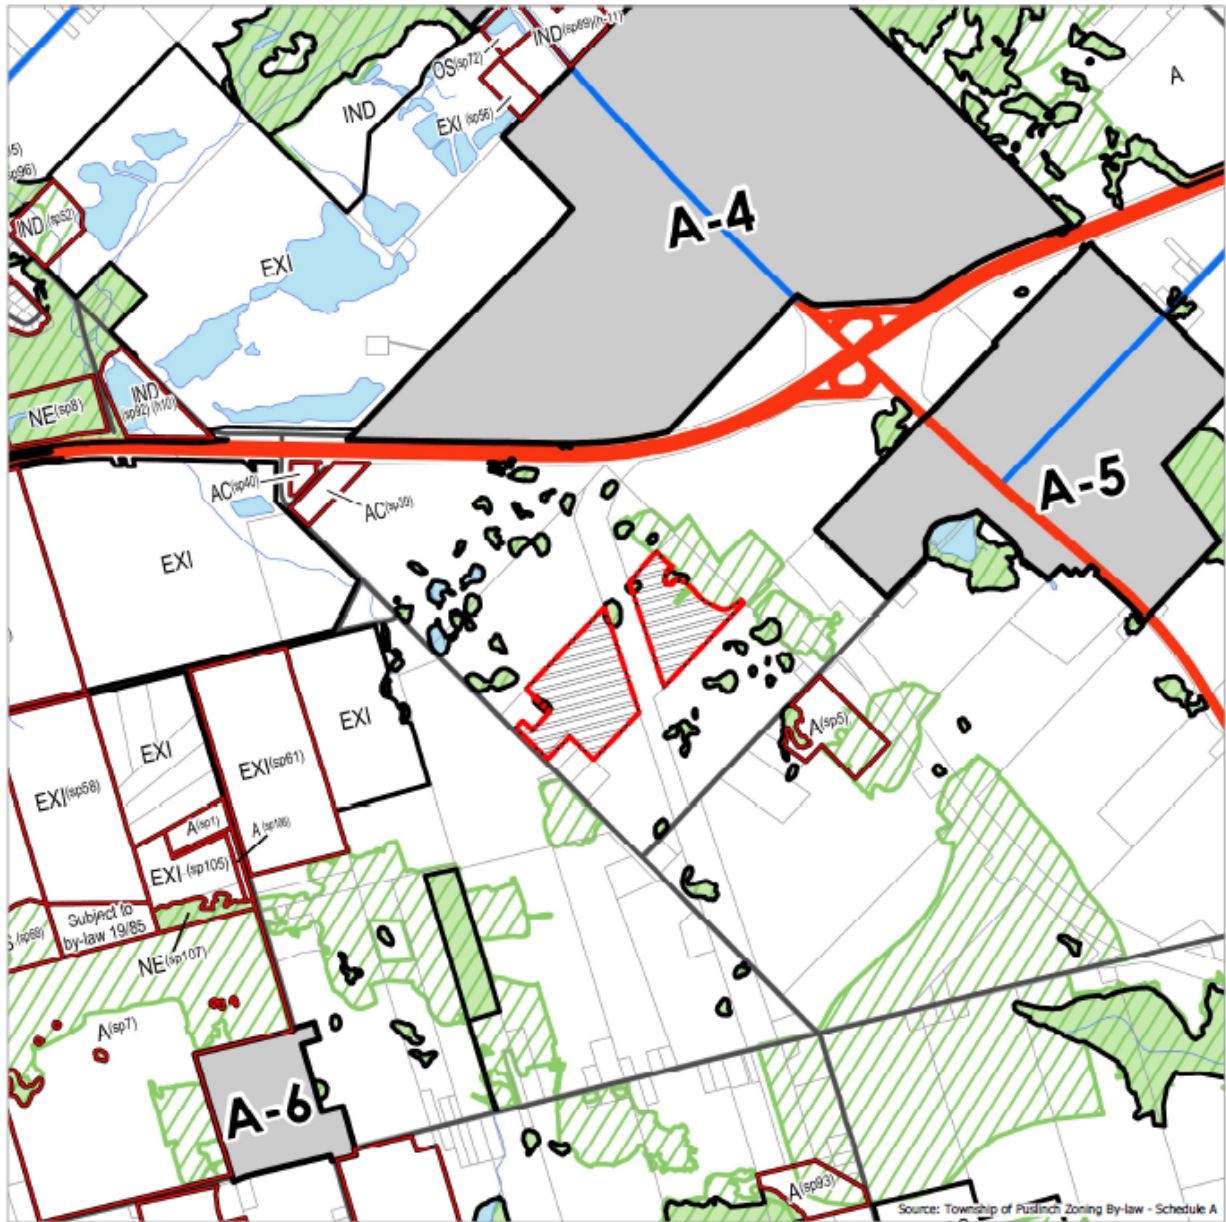 IND(sp89)(h-11)
OS(sp72)
A
IND
EXI (sp56)
sp96)
IND (sp52)
A-4
EXI
IND
(sp92) (h10)
NE(sp8)
AC(sp40)
AC(sp39)
A-5
EXI
EXI
EXI
EXI(sp61)
A(sp5)
EXI(sp58)
A(sp1)
A (sp106)
EXI (sp105)
Subject to
by-law 19/85
NE(sp107)
A(sp7)
A-6
A(sp93)
Source: Township of Puslinch Zoning By-law - Schedule A